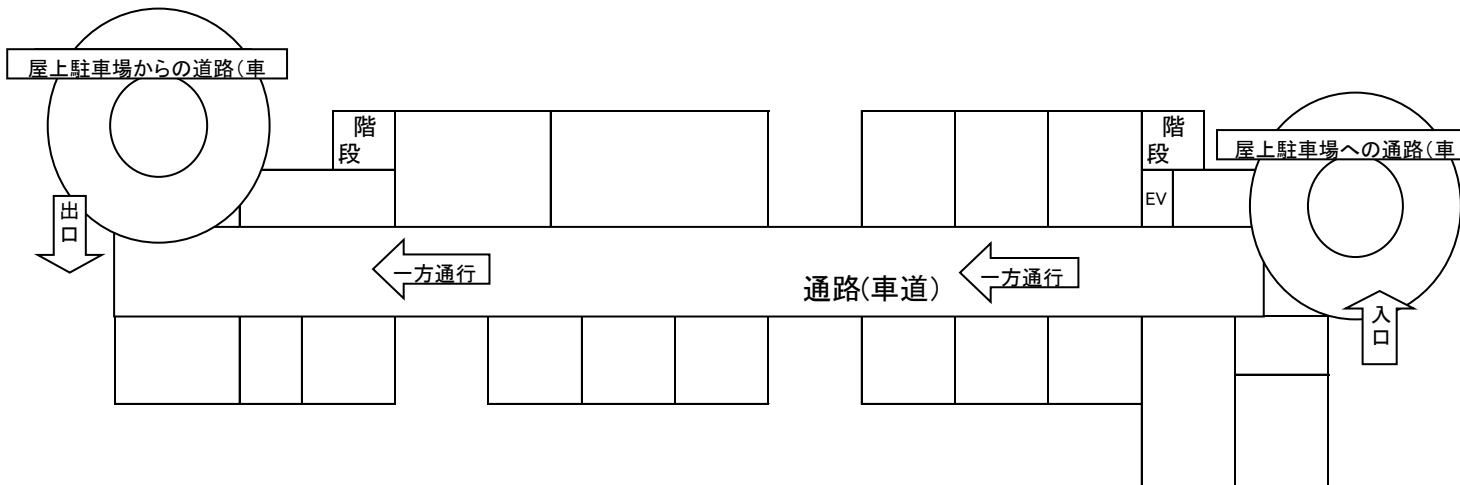 屋上駐車場からの道路(車
階
段
階
段
屋上駐車場への通路(車
EV
出
口
一方通行
一方通行
通路(車道)
入
口